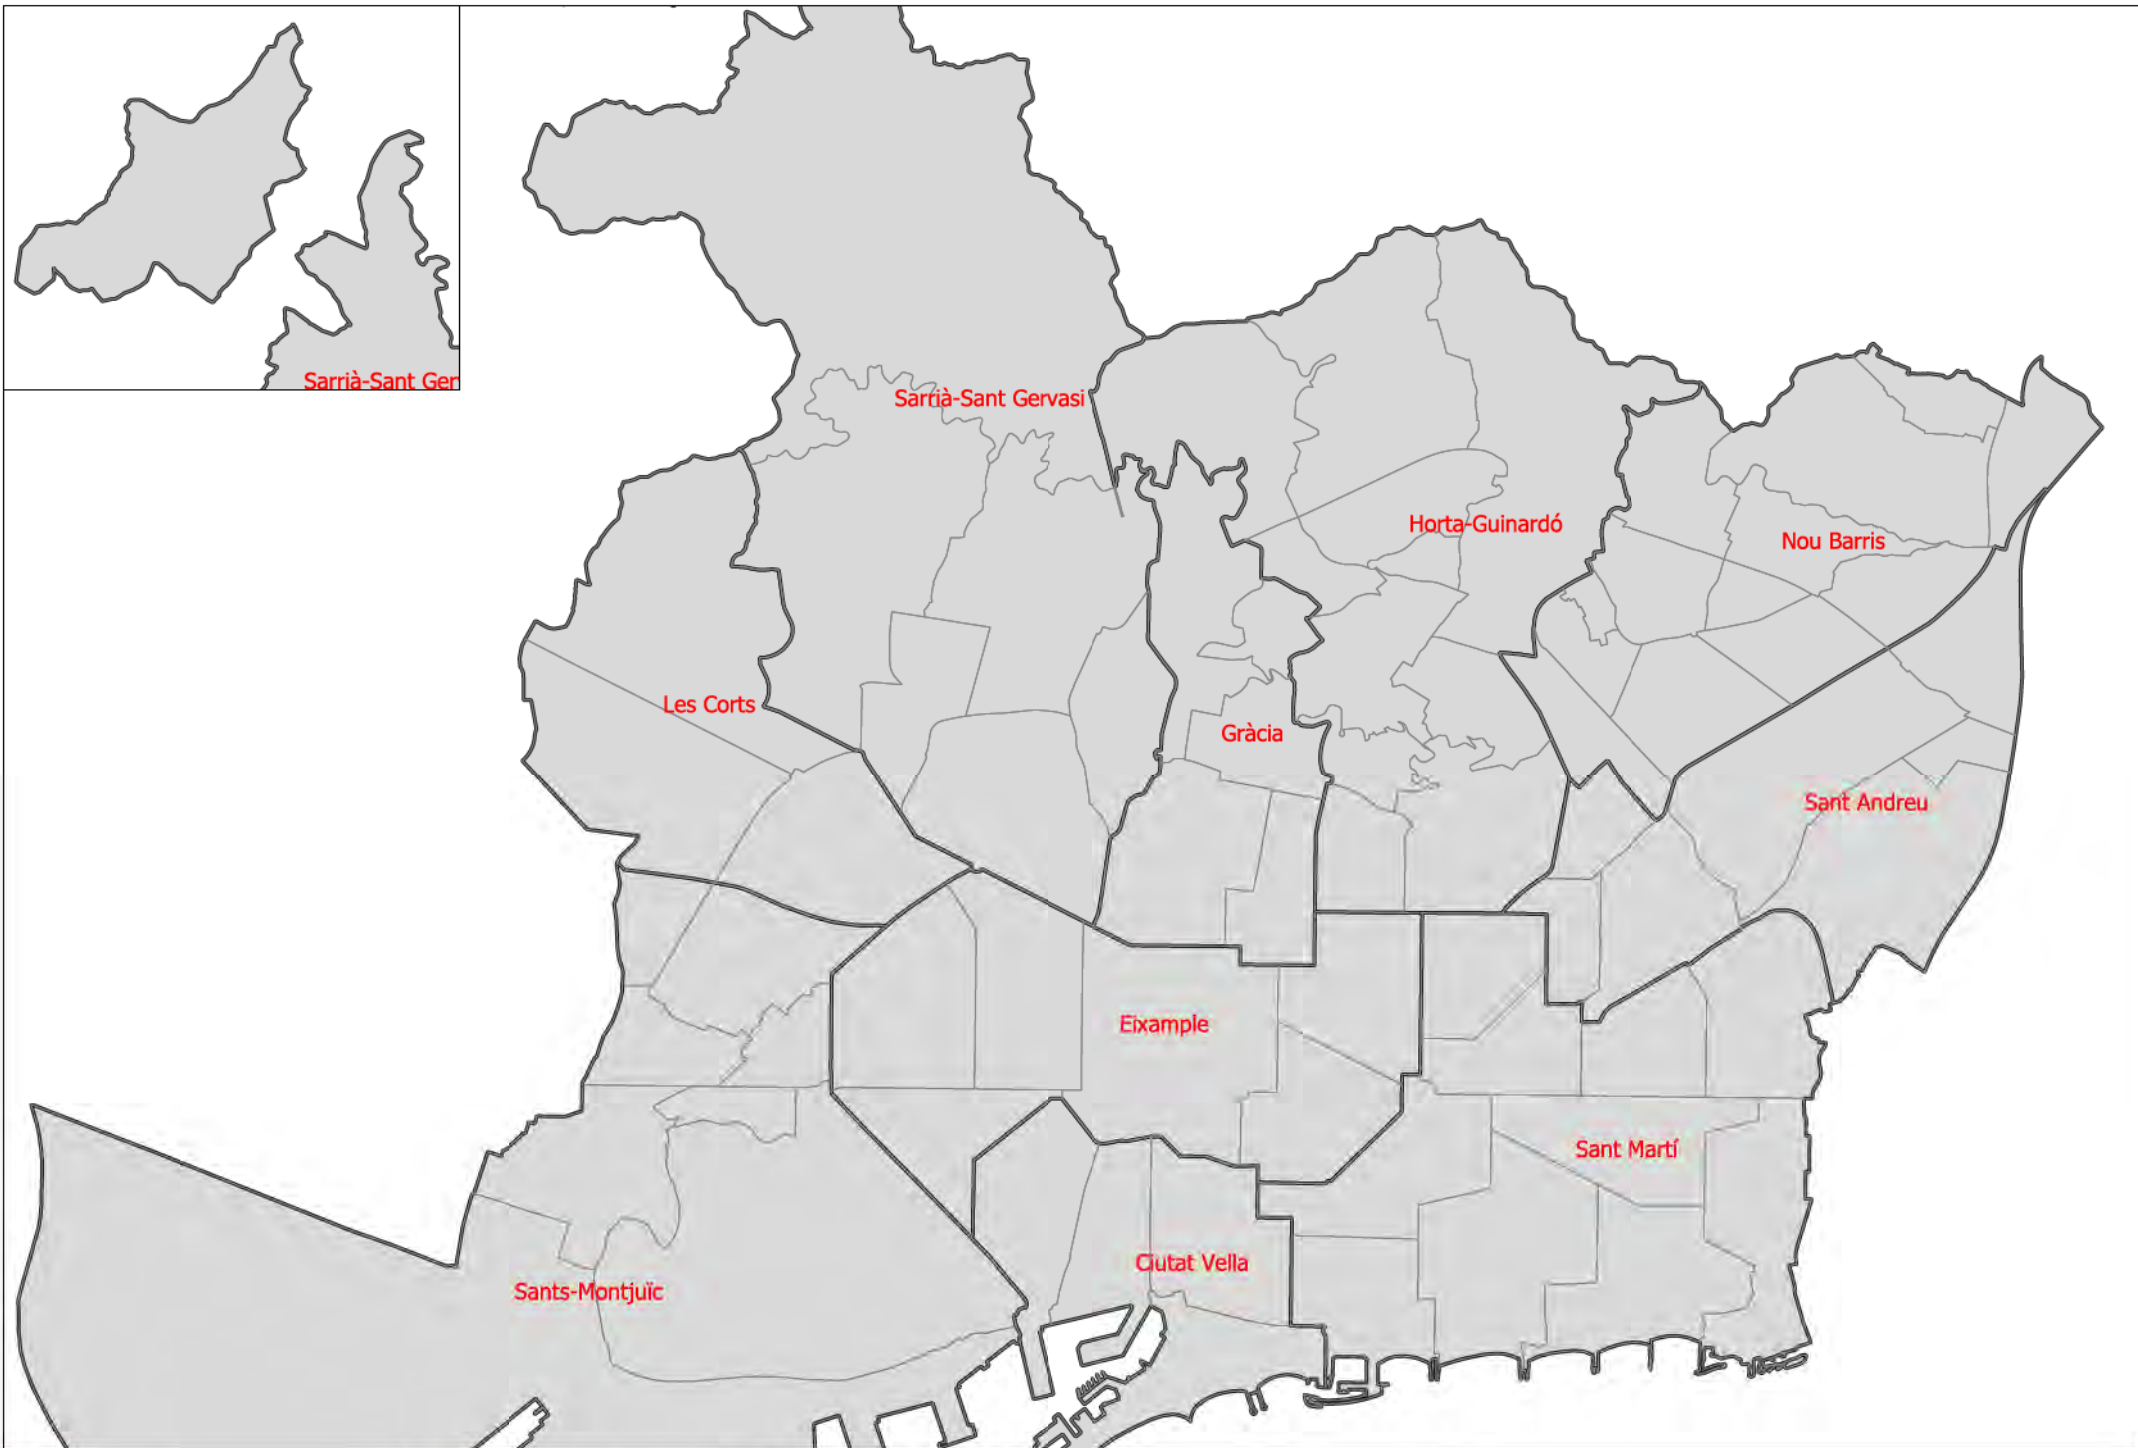 Sarrià-Sant Ger
Sarrià-Sant Gervasi
Horta-Guinardó
Nou Barris
Les Corts
Gràcia
Sant Andreu
Eixample
Sant Martí
Ciutat Vella
Sants-Montjuïc